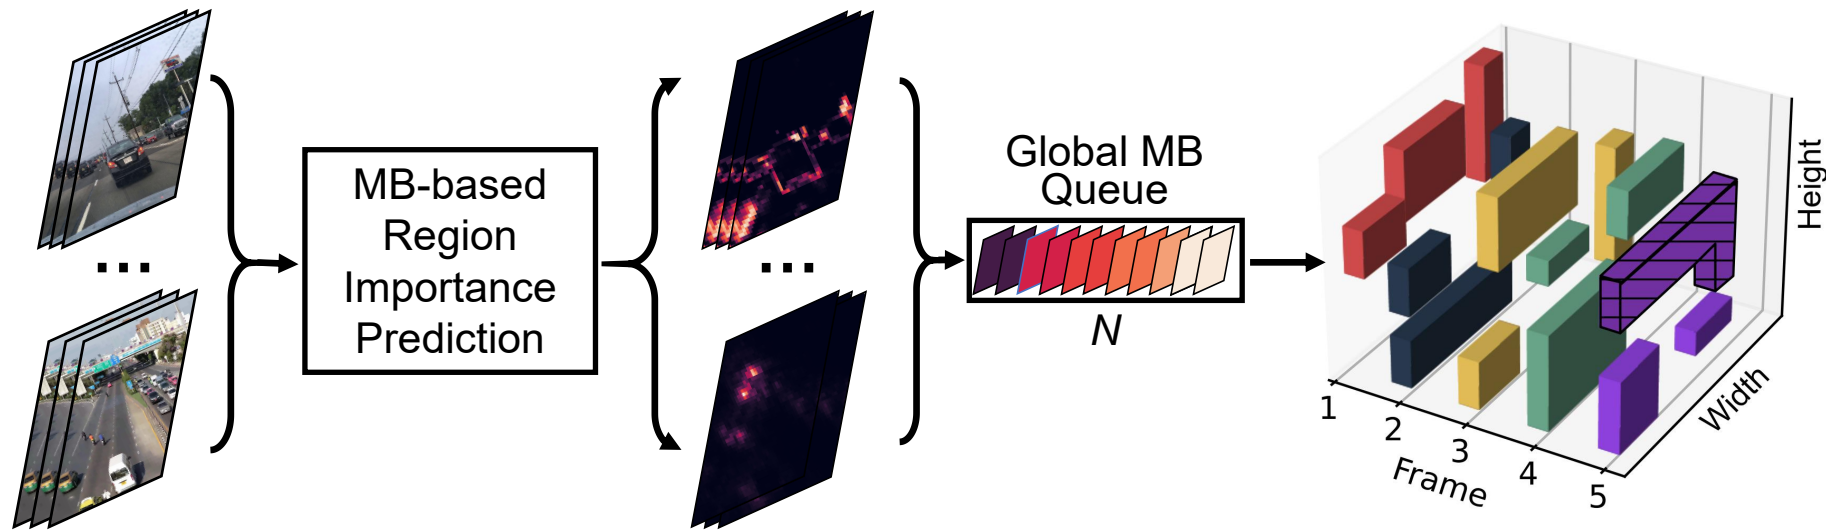 MB-based
Region
Importance
Prediction
Global MB
Queue
N
Height
Width
Frame
1
2
3
4
5